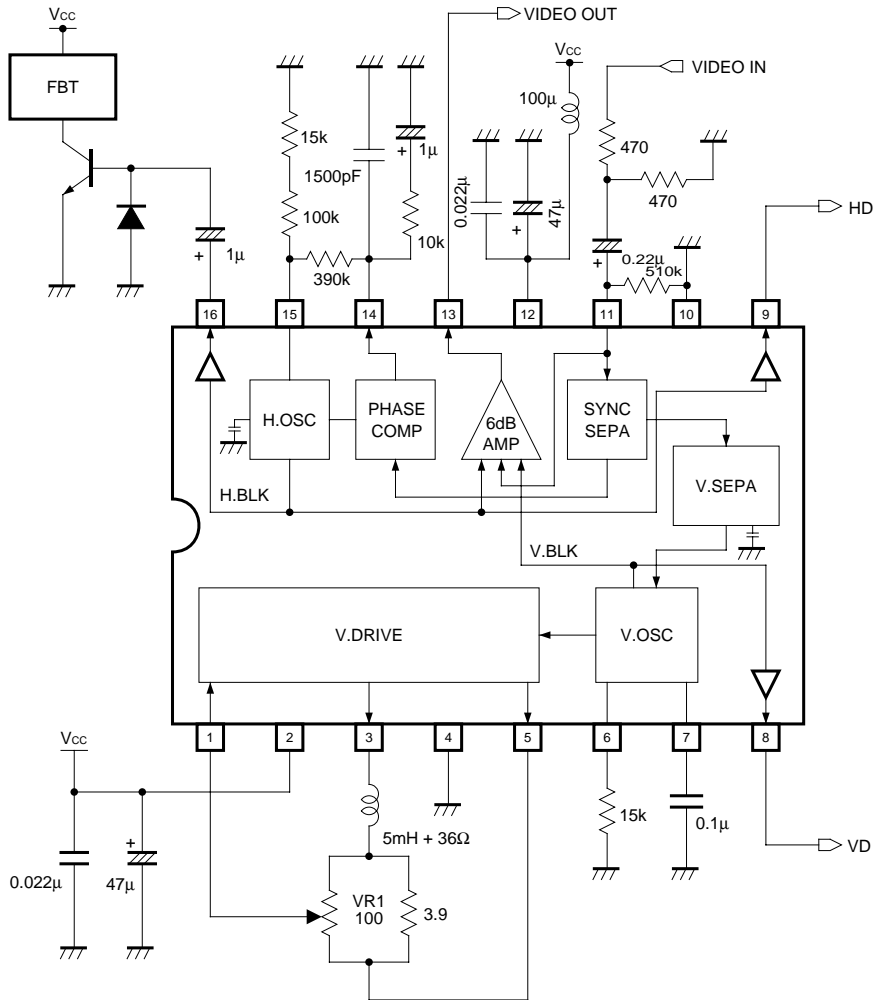 Vcc
VIDEO OUT
Vcc
VIDEO IN
FBT
100µ
15k
1µ
470
1500pF
470
0.022µ
47µ
HD
100k
10k
1µ
390k
0.22µ
510k
16
15
14
13
12
11
10
9
H.OSC
PHASE
COMP
6dB
AMP
SYNC
SEPA
V.SEPA
H.BLK
V.BLK
V.DRIVE
V.OSC
1
2
3
4
5
6
7
8
Vcc
15k
0.1µ
5mH + 36Ω
VD
0.022µ
47µ
VR1
100
3.9